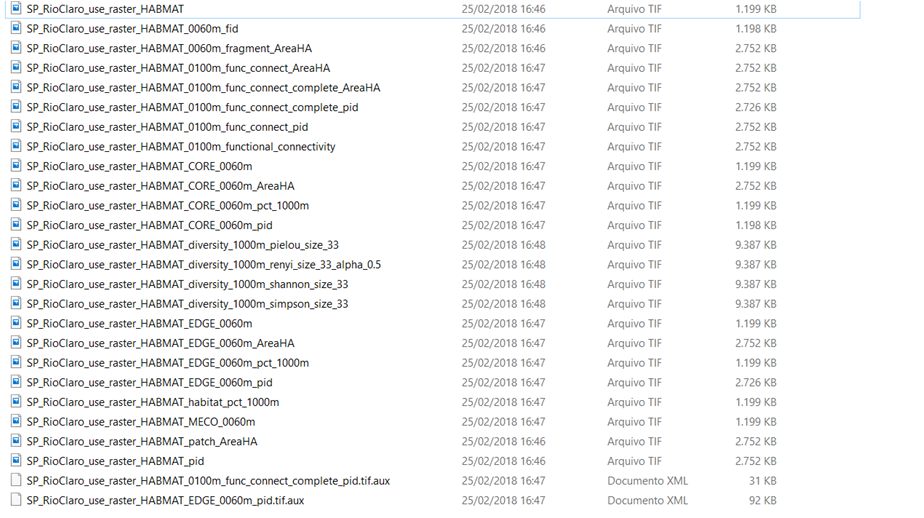 SP_RioClaro_use_raster_HABMAT 25/02/2018 16:46 Arquivo TIF 1.199 KB
SP_RioClaro_use_raster_HABMAT_0060m_fid 25/02/2018 16:46 Arquivo TIF 1.198 KB
SP_RioClaro_use_raster_HABMAT_0060m_fragment_AreaHA 25/02/2018 16:46 Arquivo TIF 2.752 KB
SP_RioClaro_use_raster_HABMAT_0100m_func_connect_AreaHA 25/02/2018 16:47 Arquivo TIF 2.752 KB
SP_RioClaro_use_raster_HABMAT_0100m_func_connect_complete_AreaHA 25/02/2018 16:47 Arquivo TIF 2.752 KB
SP_RioClaro_use_raster_HABMAT_0100m_func_connect_complete_pid 25/02/2018 16:47 Arquivo TIF 2.726 KB
SP_RioClaro_use_raster_HABMAT_0100m_func_connect_pid 25/02/2018 16:47 Arquivo TIF 2.752 KB
SP_RioClaro_use_raster_HABMAT_0100m_functional_connectivity 25/02/2018 16:47 Arquivo TIF 2.752 KB
SP_RioClaro_use_raster_HABMAT_CORE_0060m 25/02/2018 16:47 Arquivo TIF 1.199 KB
SP_RioClaro_use_raster_HABMAT_CORE_0060m_AreaHA 25/02/2018 16:47 Arquivo TIF 2.752 KB
SP_RioClaro_use_raster_HABMAT_CORE_0060m_pct_1000m 25/02/2018 16:47 Arquivo TIF 1.199 KB
SP_RioClaro_use_raster_HABMAT_CORE_0060m_pid 25/02/2018 16:47 Arquivo TIF 1.198 KB
SP_RioClaro_use_raster_HABMAT_diversity_1000m_pielou_size_33 25/02/2018 16:48 Arquivo TIF 9.387 KB
SP_RioClaro_use_raster_HABMAT_diversity_1000m_renyi_size_33_alpha_0.5 25/02/2018 16:48 Arquivo TIF 9.387 KB
SP_RioClaro_use_raster_HABMAT_diversity_1000m_shannon_size_33 25/02/2018 16:48 Arquivo TIF 9.387 KB
SP_RioClaro_use_raster_HABMAT_diversity_1000m_simpson_size_33 25/02/2018 16:48 Arquivo TIF 9.387 KB
SP_RioClaro_use_raster_HABMAT_EDGE_0060m 25/02/2018 16:47 Arquivo TIF 1.199 KB
SP_RioClaro_use_raster_HABMAT_EDGE_0060m_AreaHA 25/02/2018 16:47 Arquivo TIF 2.752 KB
SP_RioClaro_use_raster_HABMAT_EDGE_0060m_pct_1000m 25/02/2018 16:47 Arquivo TIF 1.199 KB
SP_RioClaro_use_raster_HABMAT_EDGE_0060m_pid 25/02/2018 16:47 Arquivo TIF 2.726 KB
SP_RioClaro_use_raster_HABMAT_habitat_pct_1000m 25/02/2018 16:47 Arquivo TIF 1.199 KB
SP_RioClaro_use_raster_HABMAT_MECO_0060m 25/02/2018 16:47 Arquivo TIF 1.199 KB
SP_RioClaro_use_raster_HABMAT_patch_AreaHA 25/02/2018 16:46 Arquivo TIF 2.752 KB
SP_RioClaro_use_raster_HABMAT_pid 25/02/2018 16:46 Arquivo TIF 2.752 KB
SP_RioClaro_use_raster_HABMAT_0100m_func_connect_complete_pid.tif.aux 25/02/2018 16:47 Documento XML 31 KB
SP_RioClaro_use_raster_HABMAT_EDGE_0060m_pid.tif.aux 25/02/2018 16:47 Documento XML 92 KB